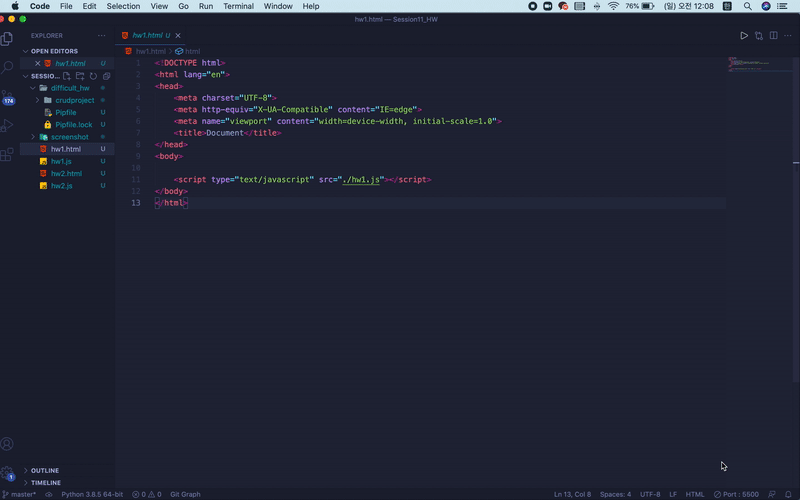 Code File Edit Selection View Go Run Terminal Window Help 76% (일) 오전 12:08
hw1.html — Session11_HW
EXPLORER
OPEN EDITORS
hw1.html U
SESSIO...
difficult_hw
crudproject
Pipfile U
Pipfile.lock U
screenshot
hw1.html U
hw1.js U
hw2.html U
hw2.js U
OUTLINE
TIMELINE
174
1
hw1.html U
hw1.html > html
1 <!DOCTYPE html>
2 <html lang="en">
3 <head>
4 <meta charset="UTF-8">
5 <meta http-equiv="X-UA-Compatible" content="IE=edge">
6 <meta name="viewport" content="width=device-width, initial-scale=1.0">
7 <title>Document</title>
8 </head>
9 <body>
10
11 <script type="text/javascript" src="./hw1.js"></script>
12 </body>
13 </html>
master* Python 3.8.5 64-bit 0 0 Git Graph Ln 13, Col 8 Spaces: 4 UTF-8 LF HTML Port : 5500